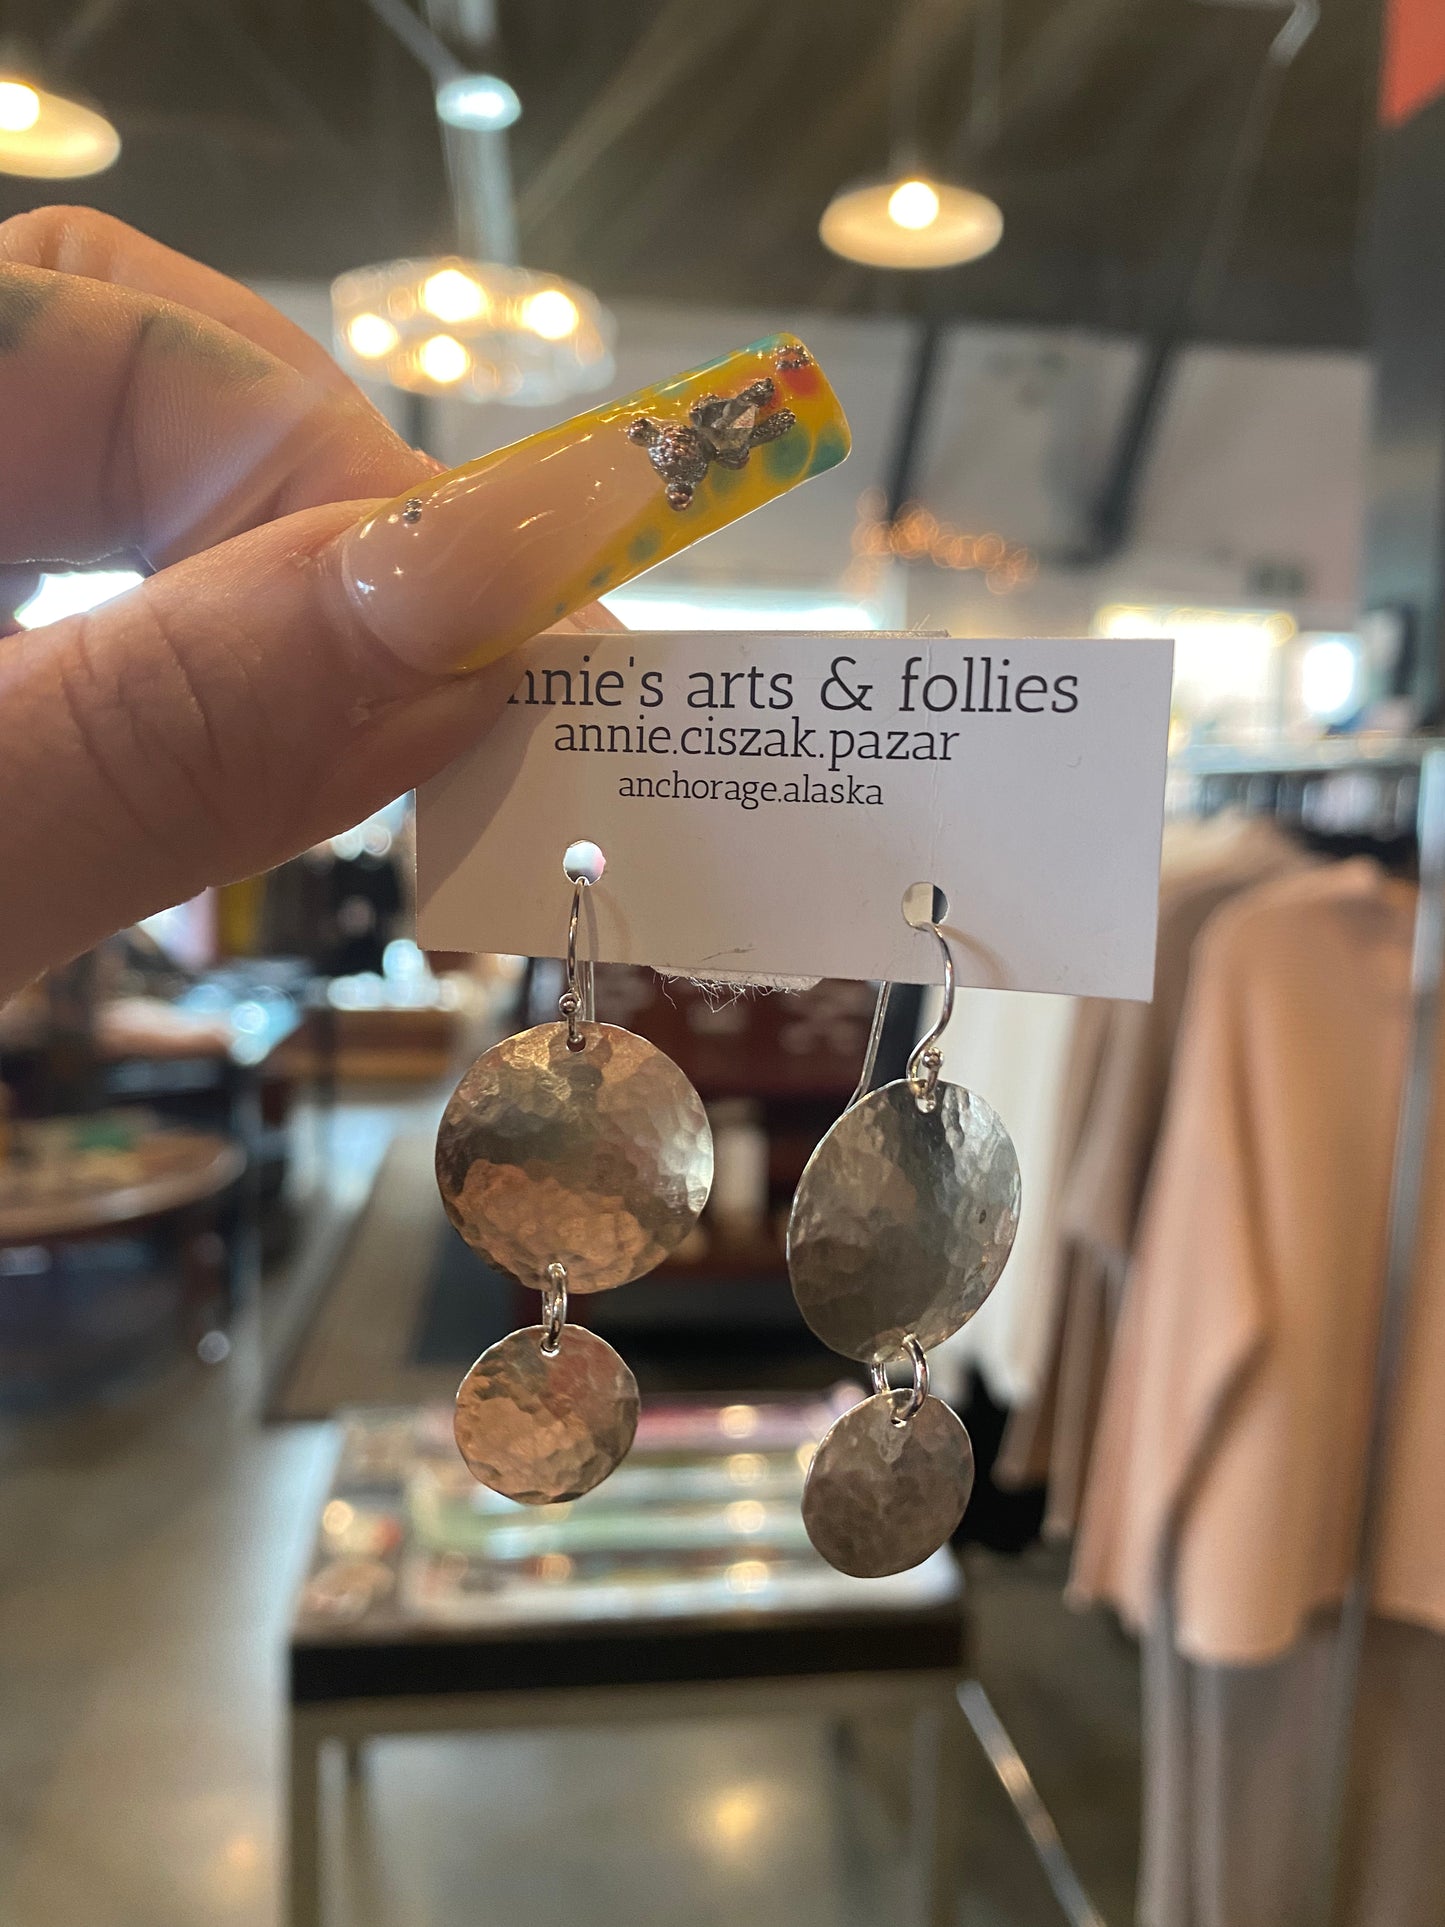 nnie's arts & follies
annie.ciszak.pazar
anchorage.alaska